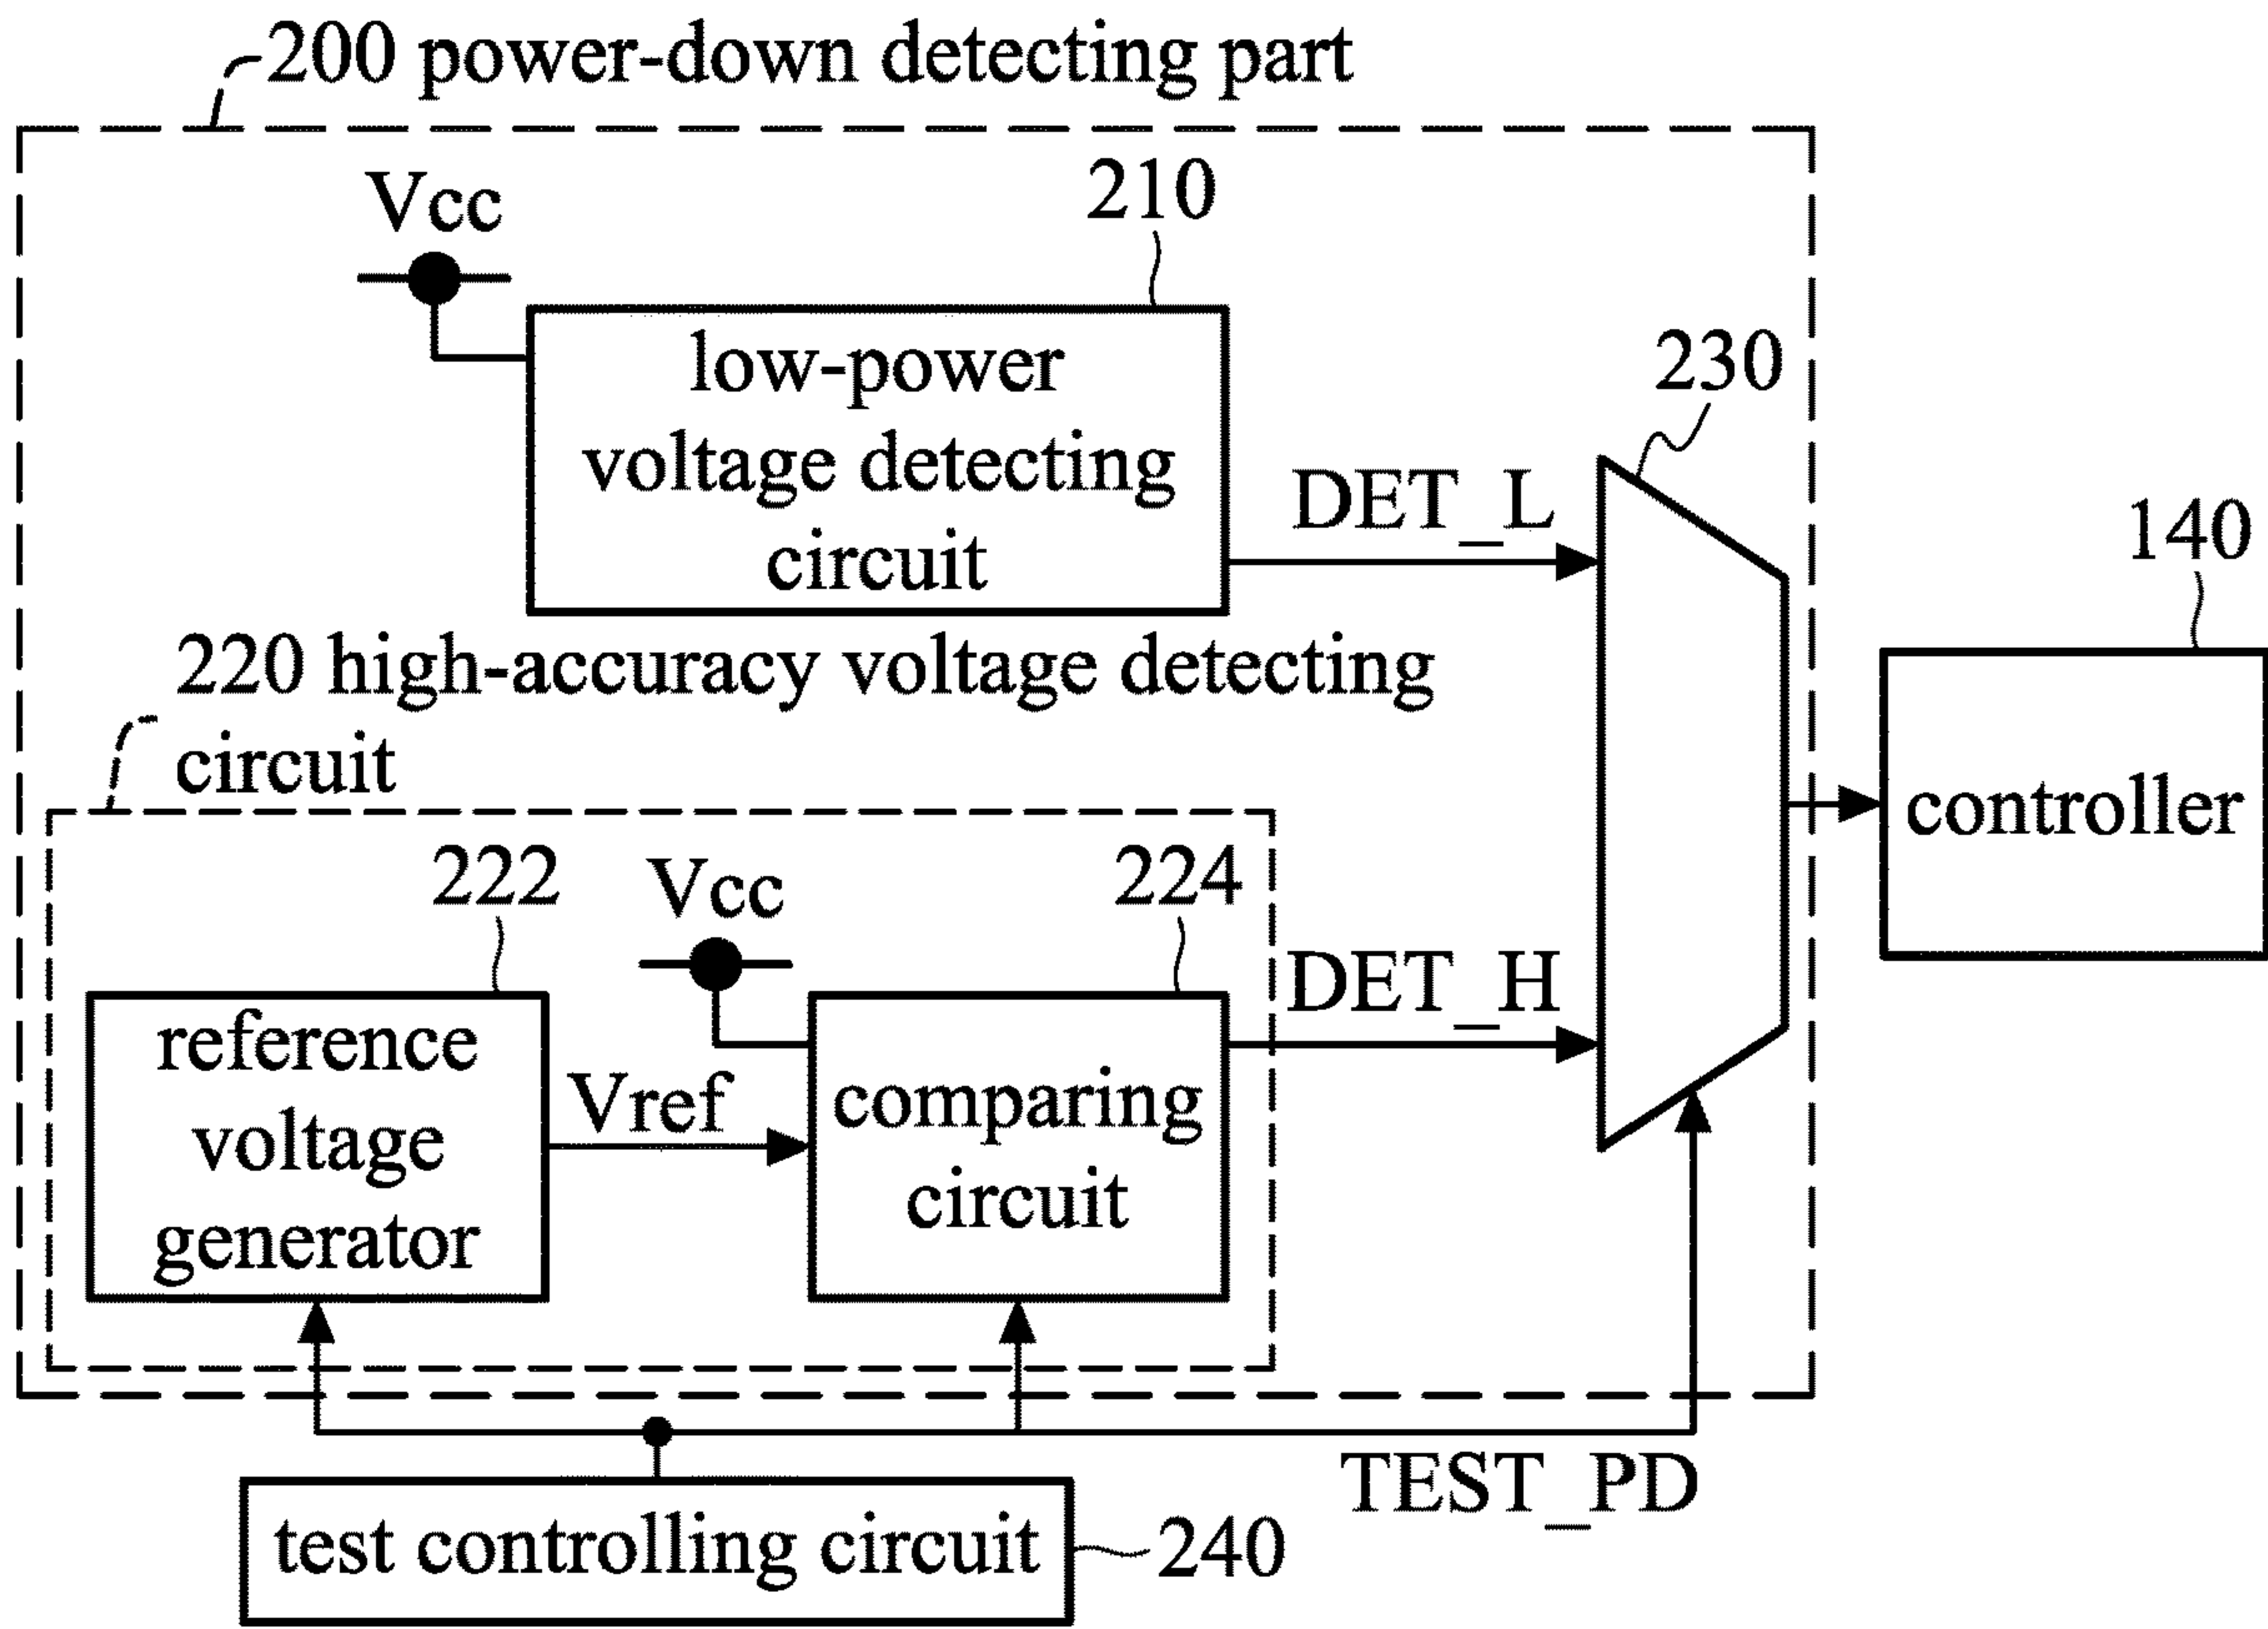 200 power-down detecting part
Vcc
210
low-power
voltage detecting
circuit
230
DET_L
140
controller
220 high-accuracy voltage detecting
circuit
222
Vcc
224
DET_H
reference
voltage
generator
Vref
comparing
circuit
TEST_PD
test controlling circuit
240